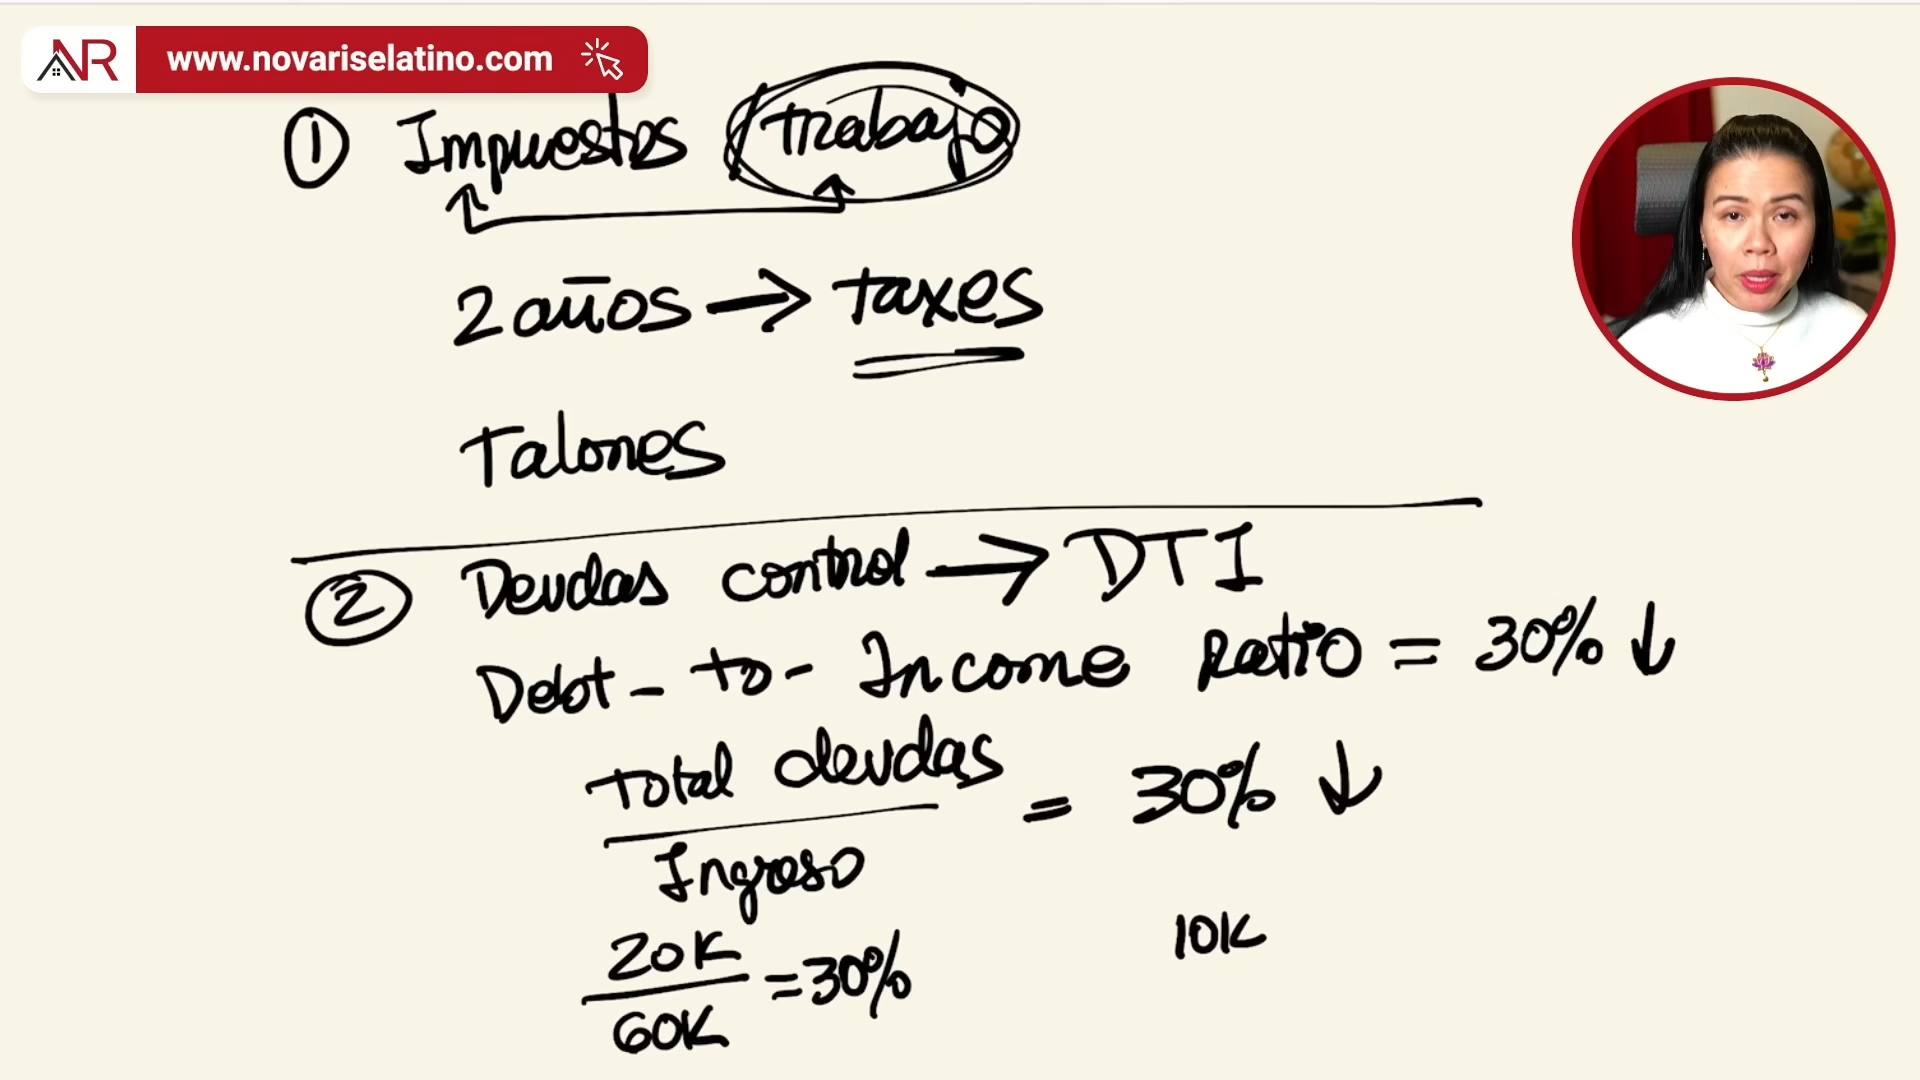 NR www.novariselatino.com
① Impuestos trabajo
2 años → taxes
Talones
② Deudas control → DTI
Debt - to - Income Ratio = 30% ↓
Total deudas = 30% ↓
Ingreso
10K
20K = 30%
60K